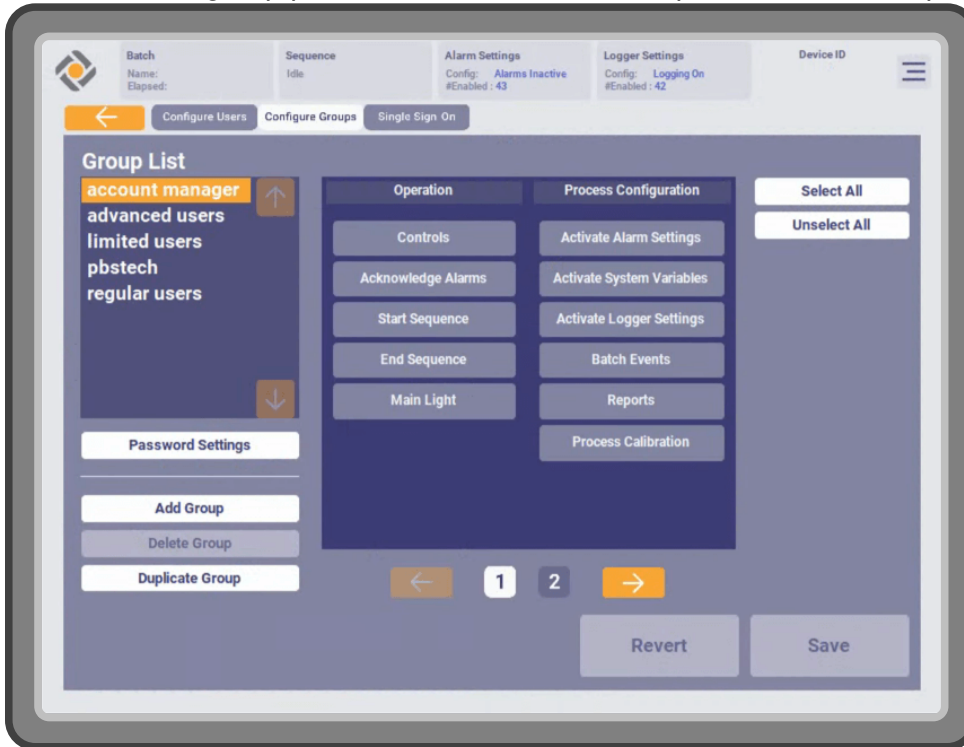 Batch
Name:
Elapsed:
Sequence
Idle
Alarm Settings
Config: Alarms Inactive
#Enabled : 43
Logger Settings
Config: Logging On
#Enabled : 42
Device ID
Configure Users Configure Groups Single Sign On
Group List
account manager
advanced users
limited users
pbstech
regular users
Password Settings
Add Group
Delete Group
Duplicate Group
Operation
Controls
Acknowledge Alarms
Start Sequence
End Sequence
Main Light
Process Configuration
Activate Alarm Settings
Activate System Variables
Activate Logger Settings
Batch Events
Reports
Process Calibration
1 2
Select All
Unselect All
Revert Save